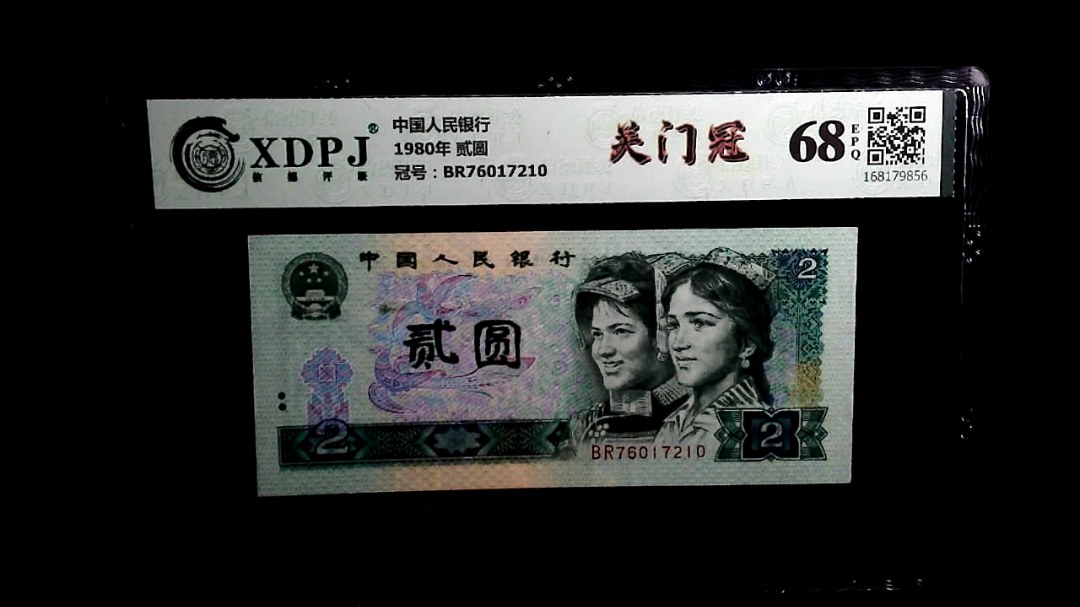 XDPJ®
中国人民银行
1980年 贰圆
冠号：BR76017210
关门冠
68
EPQ
168179856
中国人民银行
2
贰圆
2
BR76017210
2